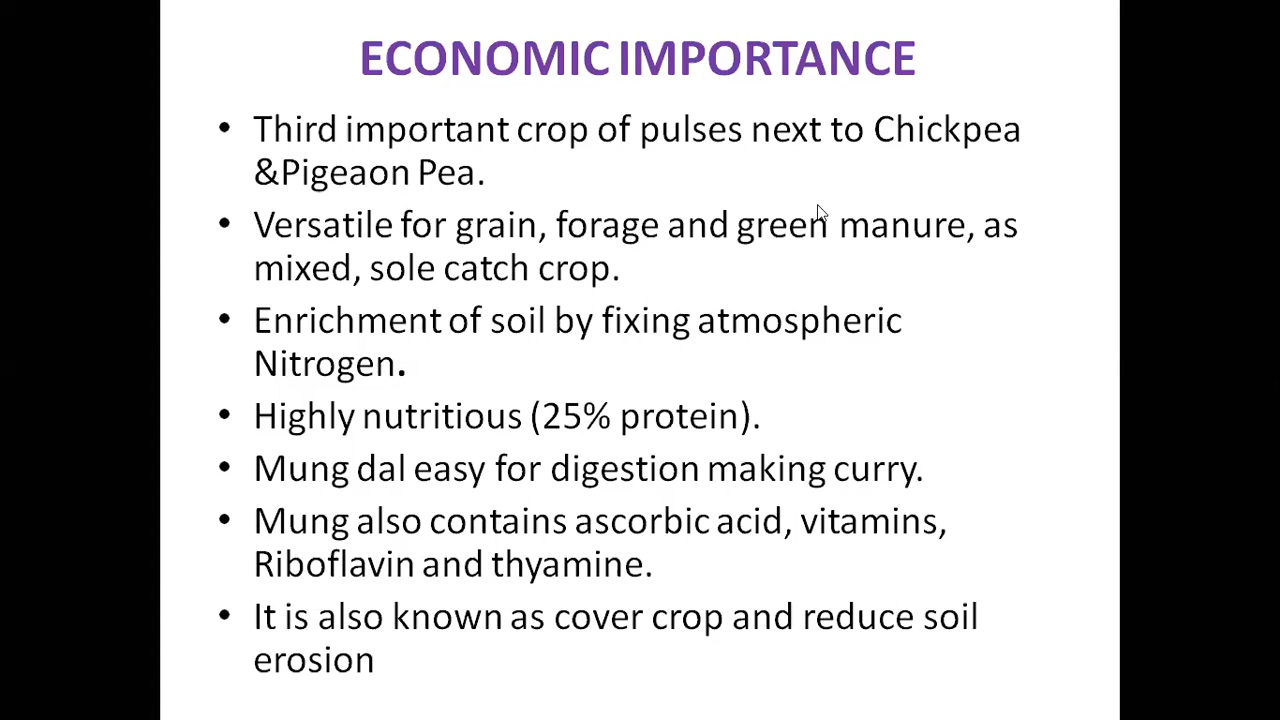 ECONOMIC IMPORTANCE
• Third important crop of pulses next to Chickpea
&Pigeaon Pea.
• Versatile for grain, forage and green manure, as
mixed, sole catch crop.
• Enrichment of soil by fixing atmospheric
Nitrogen.
• Highly nutritious (25% protein).
• Mung dal easy for digestion making curry.
• Mung also contains ascorbic acid, vitamins,
Riboflavin and thyamine.
• It is also known as cover crop and reduce soil
erosion